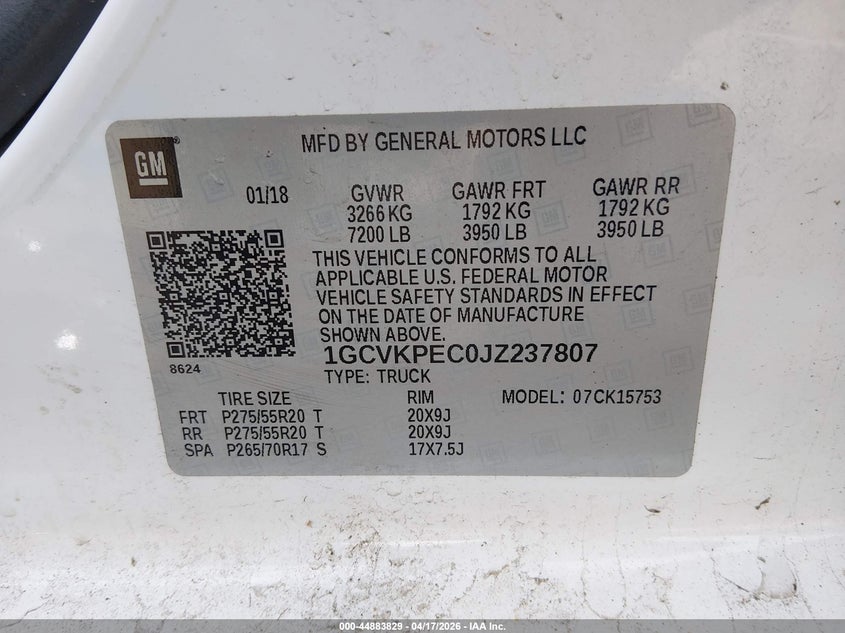 MFD BY GENERAL MOTORS LLC
GM
01/18 GVWR GAWR FRT GAWR RR
3266 KG 1792 KG 1792 KG
7200 LB 3950 LB 3950 LB
THIS VEHICLE CONFORMS TO ALL
APPLICABLE U.S. FEDERAL MOTOR
VEHICLE SAFETY STANDARDS IN EFFECT
ON THE DATE OF MANUFACTURE
SHOWN ABOVE.
8624
1GCVKPEC0JZ237807
TYPE: TRUCK
TIRE SIZE RIM MODEL: 07CK15753
FRT P275/55R20 T 20X9J
RR P275/55R20 T 20X9J
SPA P265/70R17 S 17X7.5J
000-44883829 - 04/17/2026 - IAA Inc.